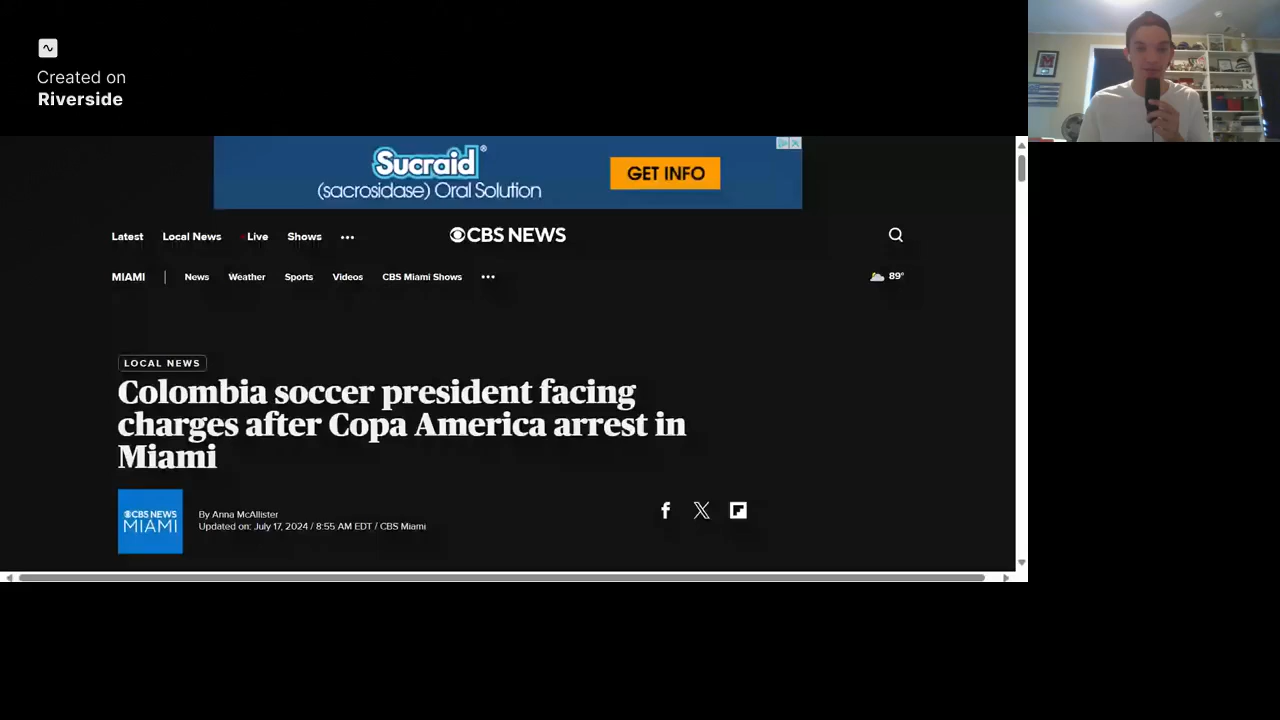 Created on
Riverside
Sucraid®
(sacrosidase) Oral Solution
GET INFO
Latest Local News Live Shows
CBS NEWS
MIAMI | News Weather Sports Videos CBS Miami Shows
89°
LOCAL NEWS
Colombia soccer president facing
charges after Copa America arrest in
Miami
CBS NEWS
MIAMI
By Anna McAllister
Updated on: July 17, 2024 / 8:55 AM EDT / CBS Miami